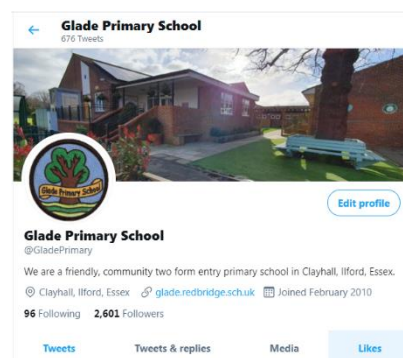 Glade Primary School
676 Tweets
Glade Primary School
Edit profile
Glade Primary School
@GladePrimary
We are a friendly, community two form entry primary school in Clayhall, Ilford, Essex.
Clayhall, Ilford, Essex glade.redbridge.sch.uk Joined February 2010
96 Following 2,601 Followers
Tweets Tweets & replies Media Likes